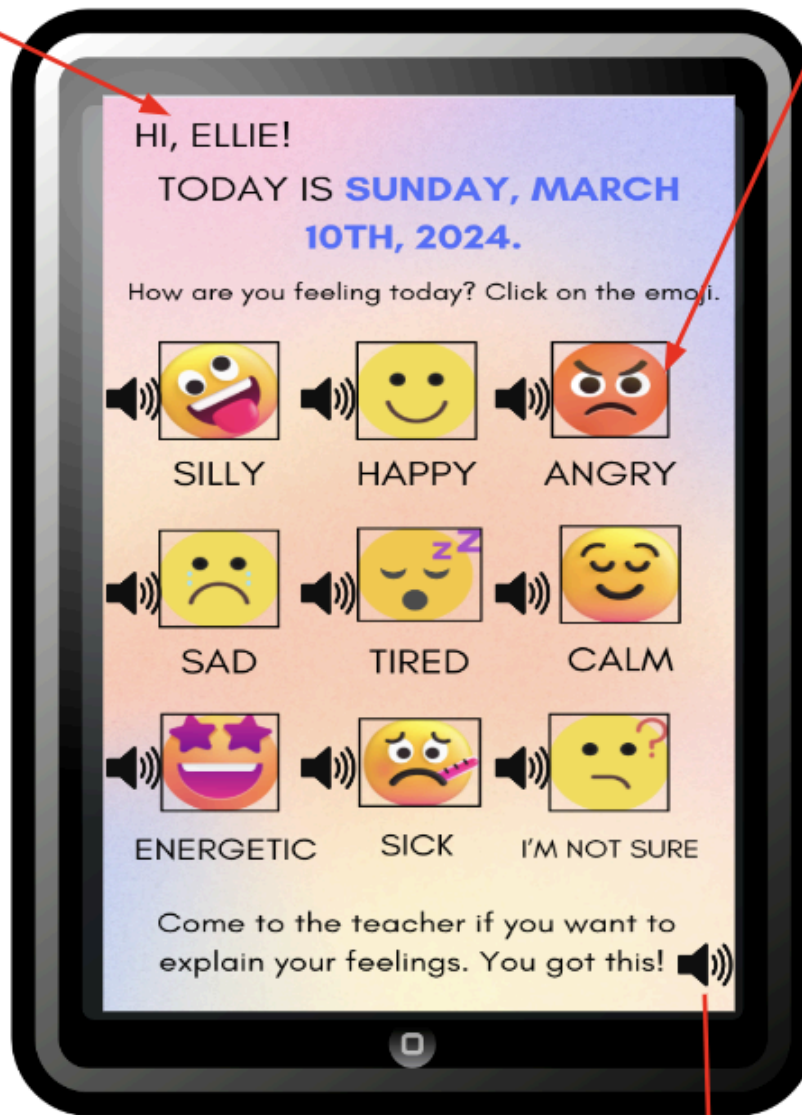 HI, ELLIE!
TODAY IS SUNDAY, MARCH
10TH, 2024.
How are you feeling today? Click on the emoji.
SILLY HAPPY ANGRY
zZ
SAD TIRED CALM
?
ENERGETIC SICK I'M NOT SURE
Come to the teacher if you want to
explain your feelings. You got this!